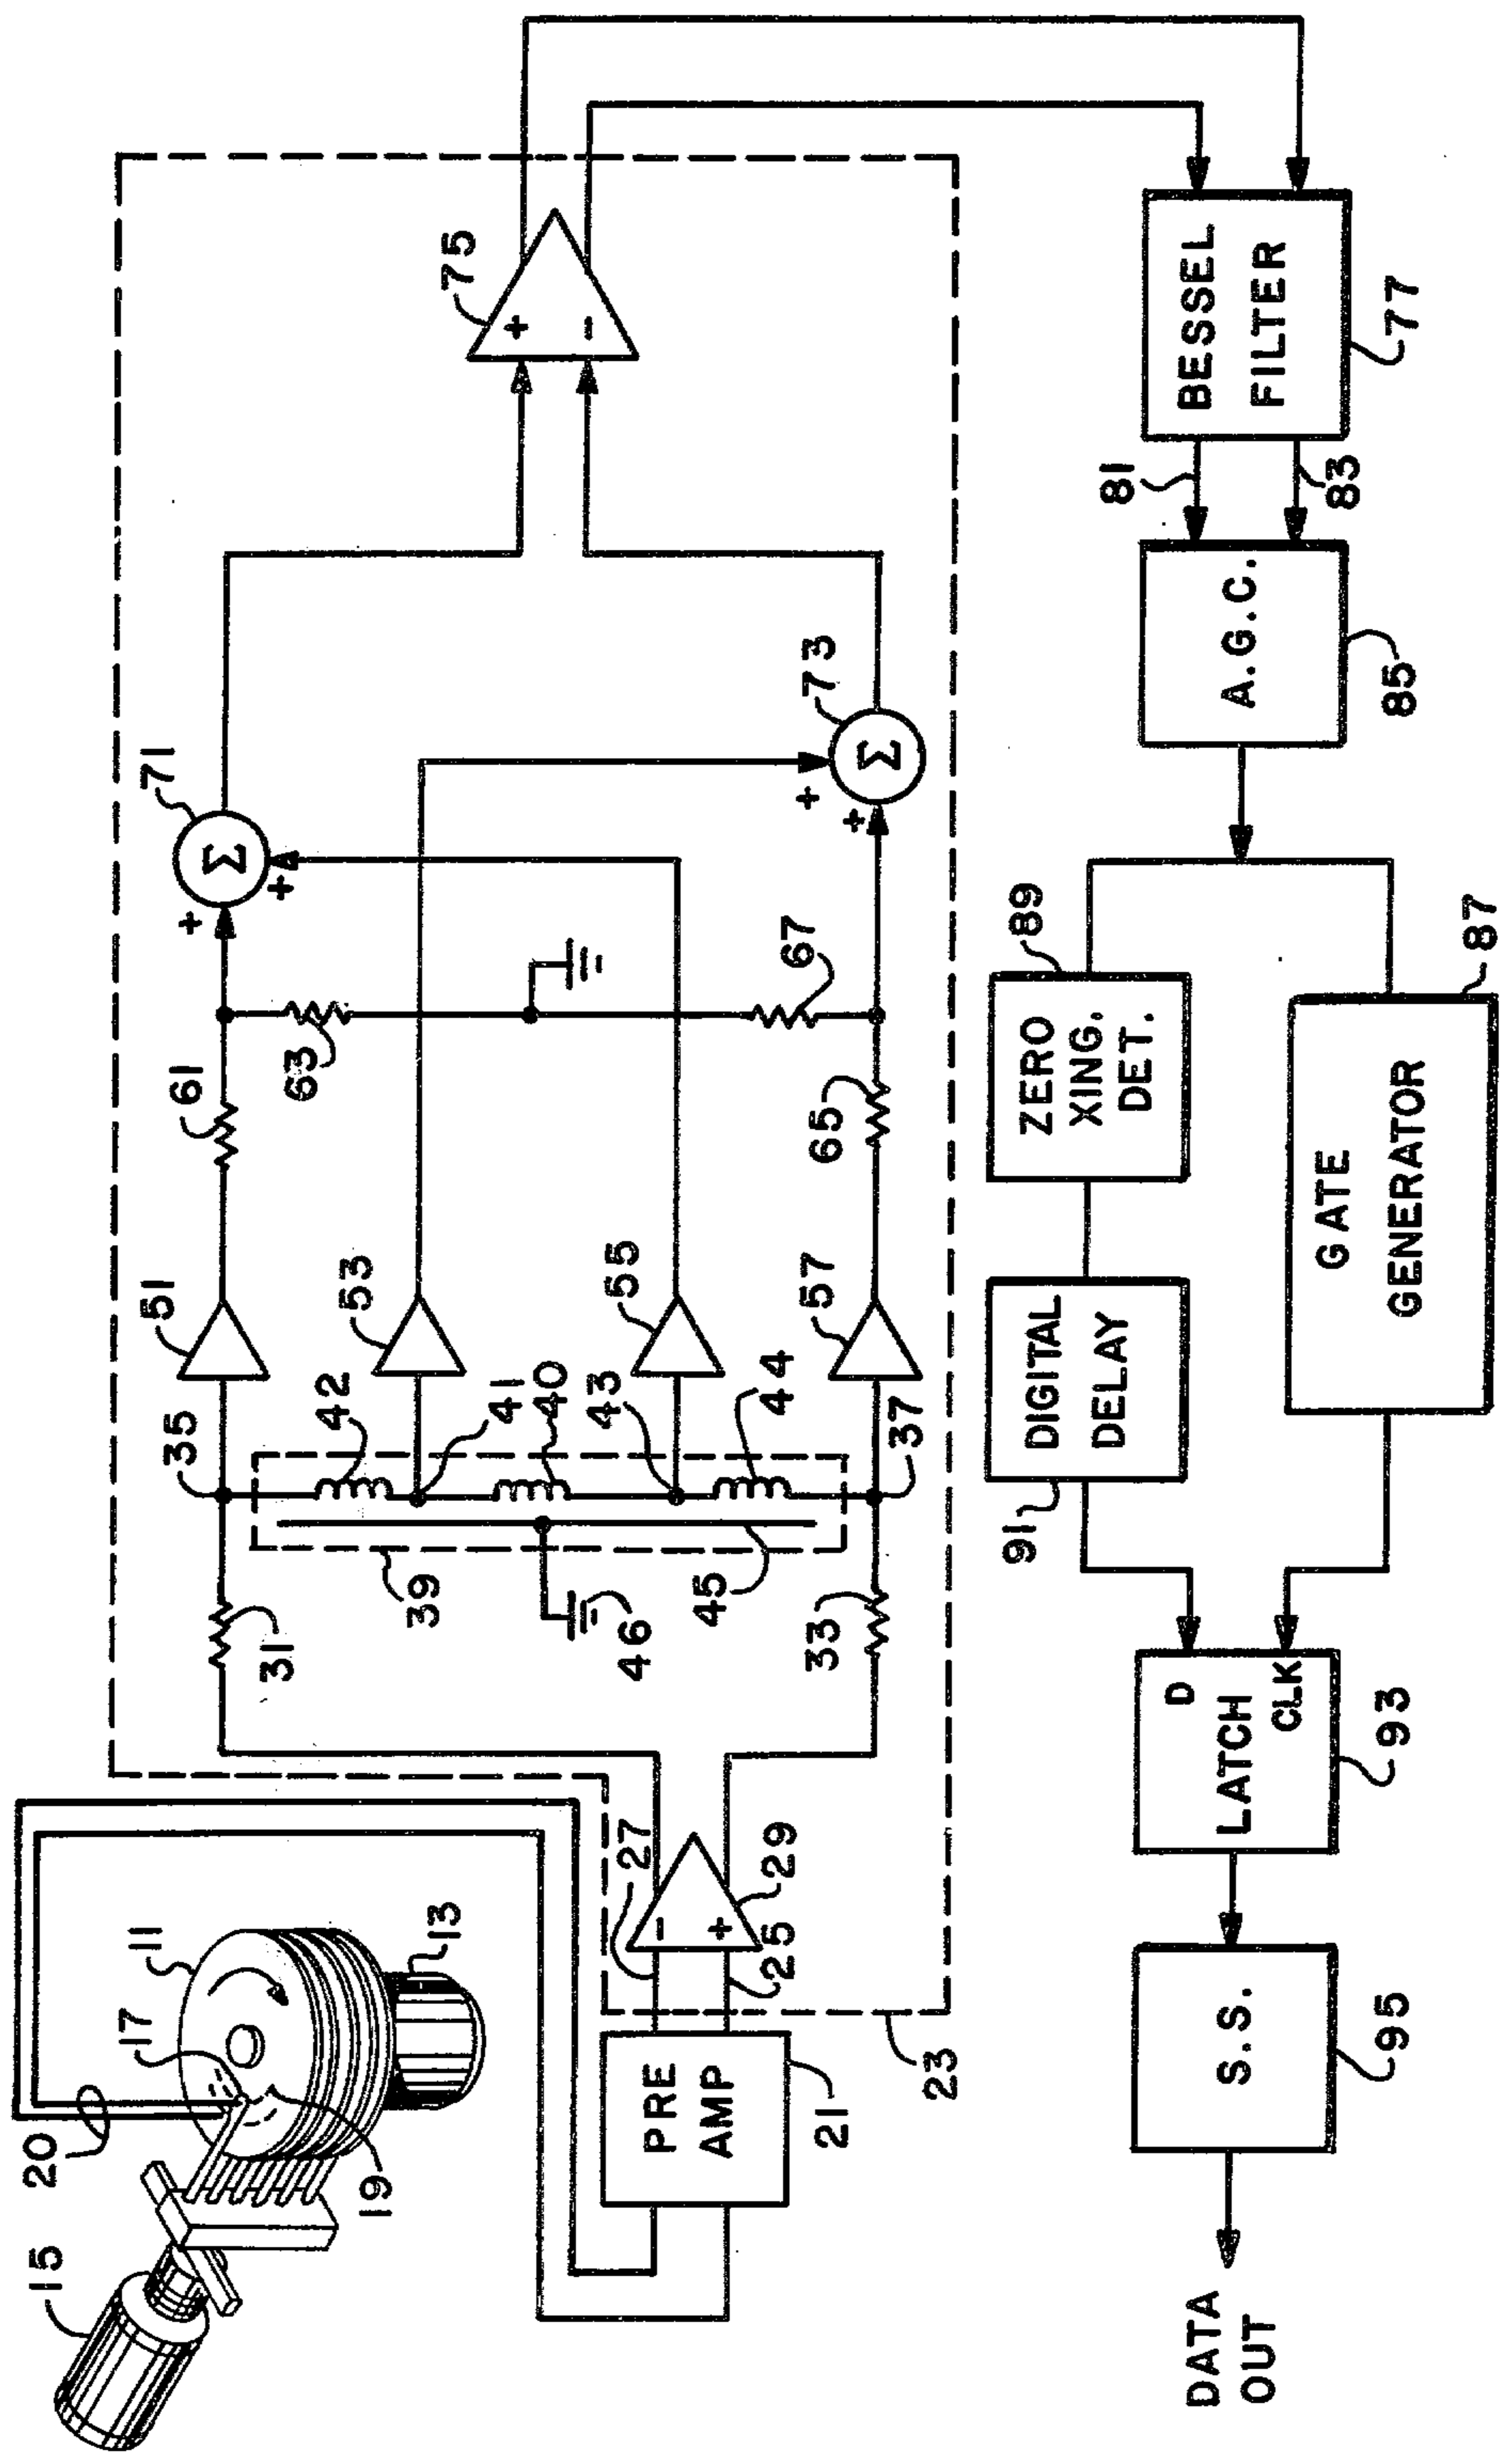 15
20
17
11
13
19
PRE
AMP
21
23
27
-
+
25
29
31
33
35
37
39
42
41
40
43
44
45
46
51
53
55
57
61
63
65
67
+
+
Σ
71
+
+
Σ
73
+
-
75
BESSEL
FILTER
77
81
83
A.G.C.
85
ZERO
XING.
DET.
89
GATE
GENERATOR
87
DIGITAL
DELAY
91
D
LATCH
CLK
93
S.S.
95
DATA
OUT